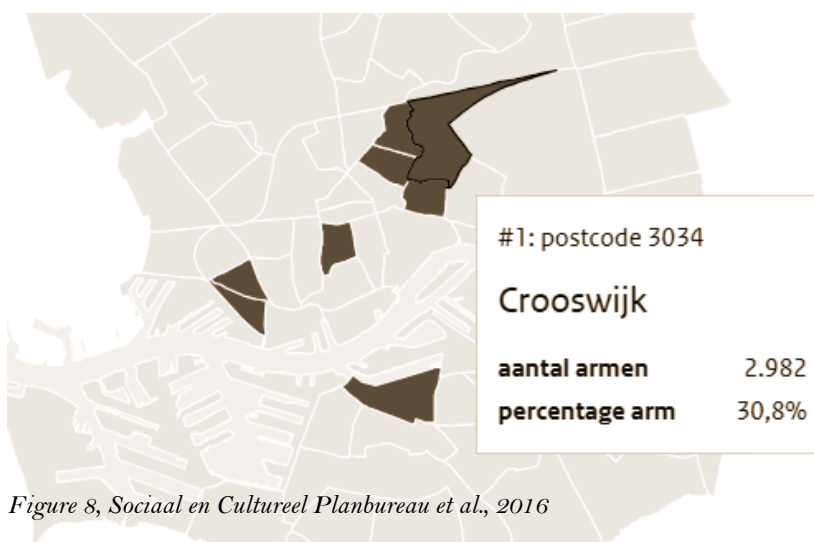 #1: postcode 3034
Crooswijk
aantal armen 2.982
percentage arm 30,8%
Figure 8, Sociaal en Cultureel Planbureau et al., 2016